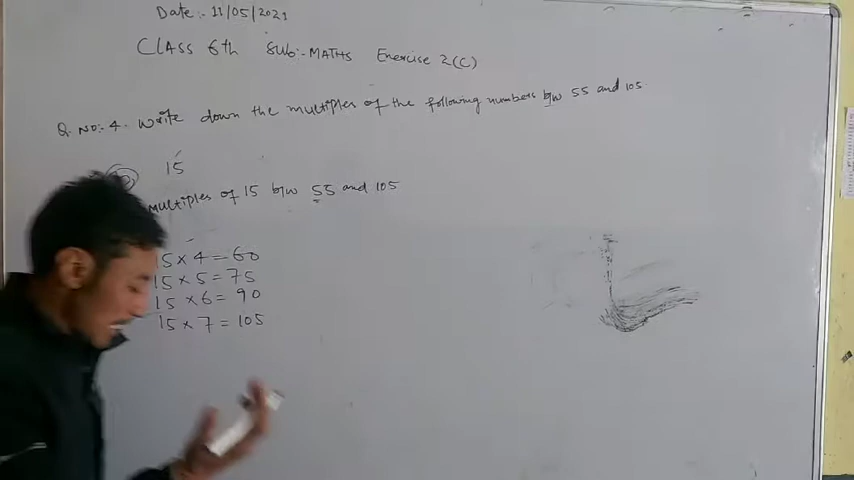 Date:- 11/05/2021
CLASS 6th Sub:- MATHS Exercise 2(C)
Q. NO:- 4. Write down the multiples of the following numbers b/w 55 and 105
15
multiples of 15 b/w 55 and 105
15 × 4 = 60
15 × 5 = 75
15 × 6 = 90
15 × 7 = 105